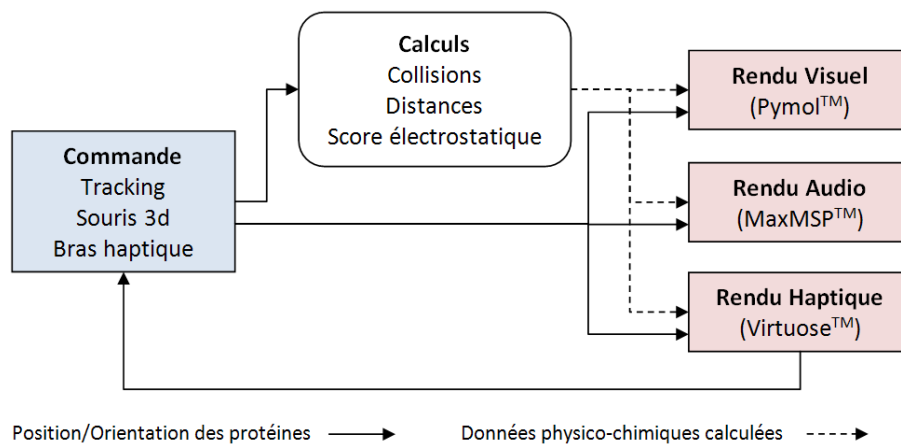 Calculs
Collisions
Distances
Score électrostatique
Commande
Tracking
Souris 3d
Bras haptique
Rendu Visuel
(Pymol™)
Rendu Audio
(MaxMSP™)
Rendu Haptique
(Virtuose™)
Position/Orientation des protéines
Données physico-chimiques calculées